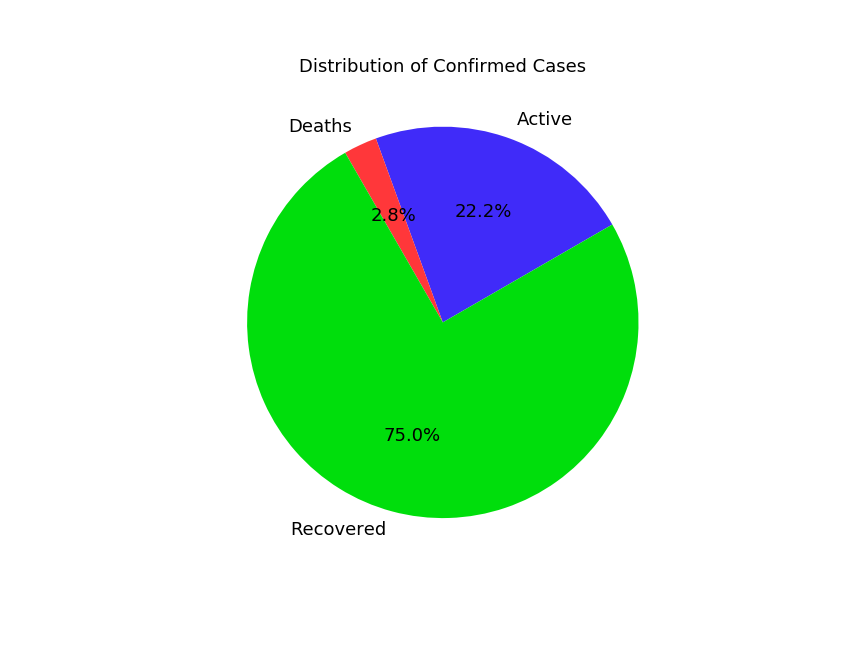 Distribution of Confirmed Cases
Active
Deaths
22.2%
2.8%
75.0%
Recovered